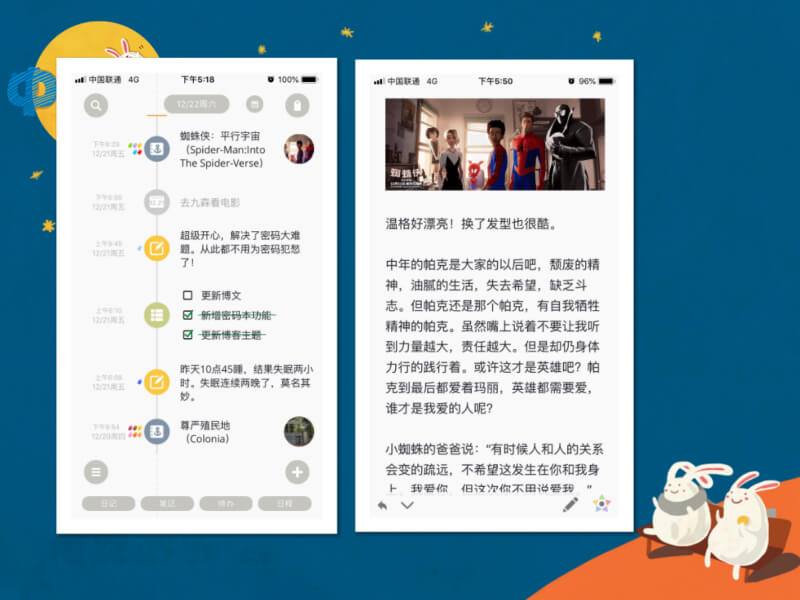 中国联通 4G 下午5:18 100%
12/22周六
下午6:29
12/21周五
蜘蛛侠：平行宇宙
（Spider-Man:Into
The Spider-Verse）
12/21周五
去九森看电影
上午9:45
12/21周五
超级开心，解决了密码大难
题。从此都不用为密码犯愁
了！
上午9:10
12/21周五
更新博文
新增密码本功能
更新博客主题
12/21周五
昨天10点45睡，结果失眠两小
时。失眠连续两晚了，莫名其
妙。
下午8:54
12/20周四
尊严殖民地
（Colonia）
日记
笔记
待办
日程
中国联通 4G 下午5:50 96%
蜘蛛侠
温格好漂亮！换了发型也很酷。
中年的帕克是大家的以后吧，颓废的精
神，油腻的生活，失去希望，缺乏斗
志。但帕克还是那个帕克，有自我牺牲
精神的帕克。虽然嘴上说着不要让我听
到力量越大，责任越大。但是却仍身体
力行的践行着。或许这才是英雄吧？帕
克到最后都爱着玛丽，英雄都需要爱，
谁才是我爱的人呢？
小蜘蛛的爸爸说：“有时候人和人的关系
会变的疏远，不希望这发生在你和我身
上，我爱你，但这次你不用说爱我。”